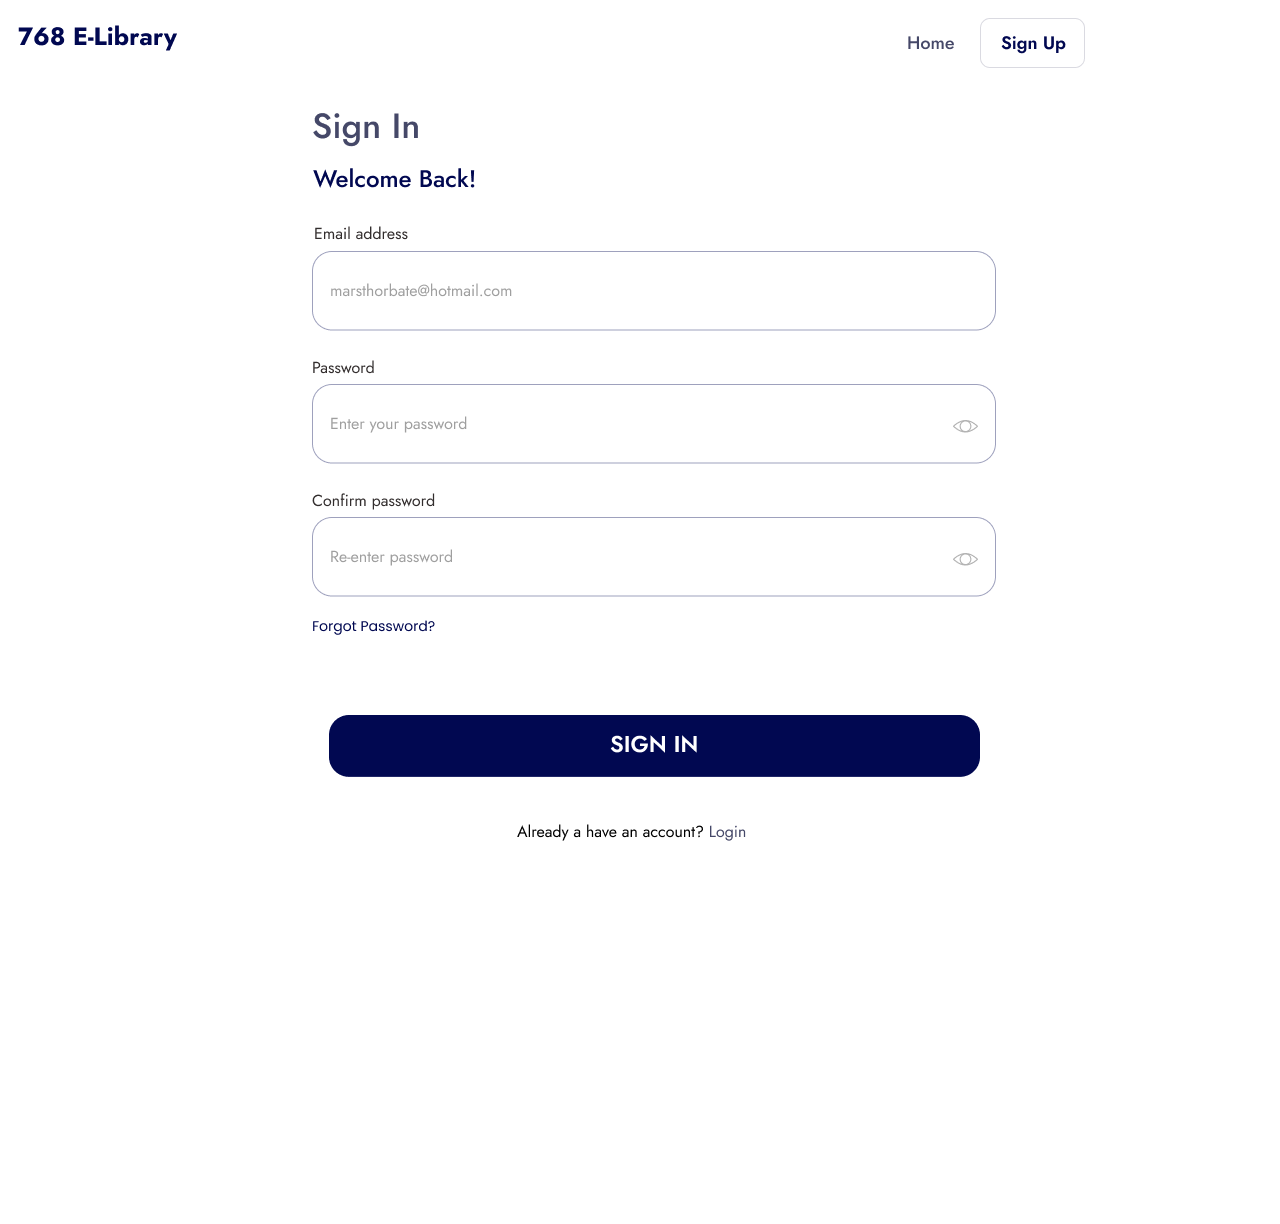 768 E-Library
Home
Sign Up
Sign In
Welcome Back!
Email address
marsthorbate@hotmail.com
Password
Enter your password
Confirm password
Re-enter password
Forgot Password?
SIGN IN
Already a have an account? Login